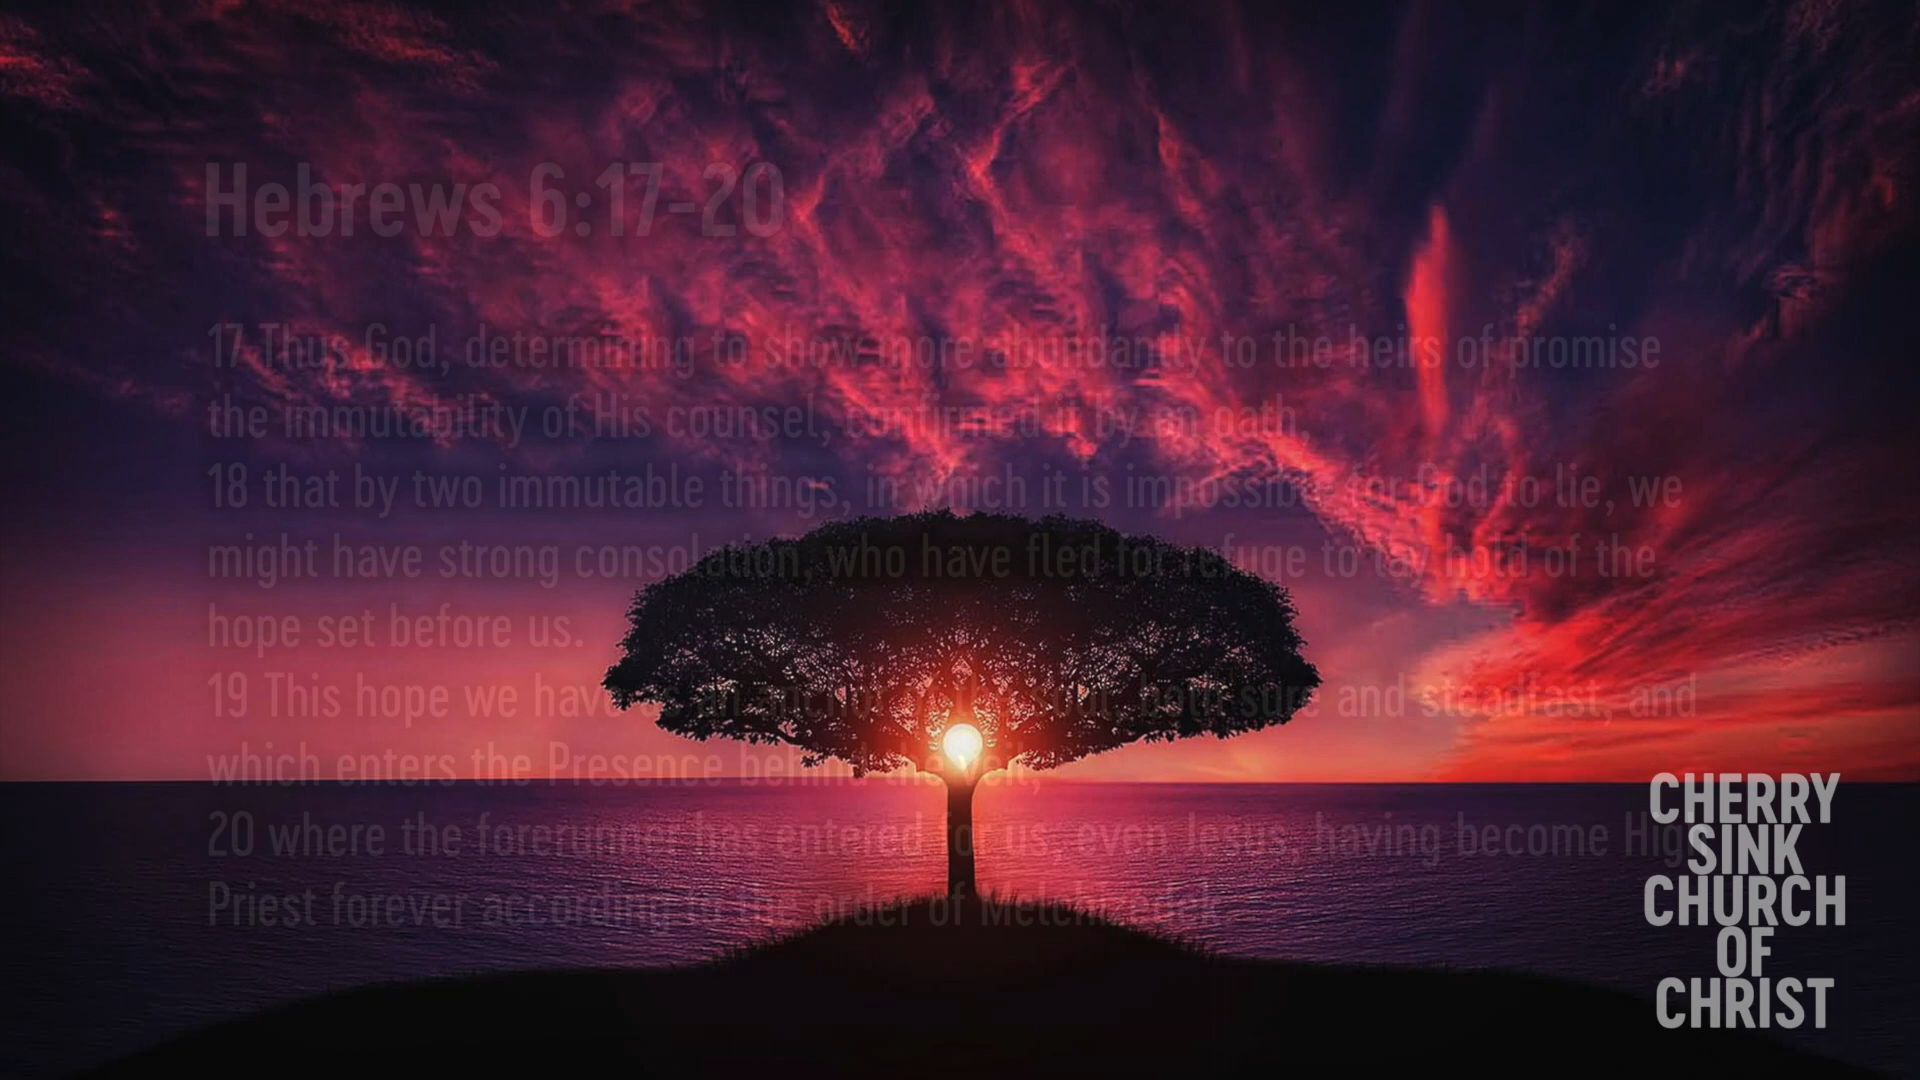 Hebrews 6:17-20
17 Thus God, determining to show more abundantly to the heirs of promise
the immutability of His counsel, confirmed it by an oath,
18 that by two immutable things, in which it is impossible for God to lie, we
might have strong consolation, who have fled for refuge to lay hold of the
hope set before us.
19 This hope we have as an anchor of the soul, both sure and steadfast, and
which enters the Presence behind the veil,
20 where the forerunner has entered for us, even Jesus, having become High
Priest forever according to the order of Melchizedek.
CHERRY
SINK
CHURCH
OF
CHRIST